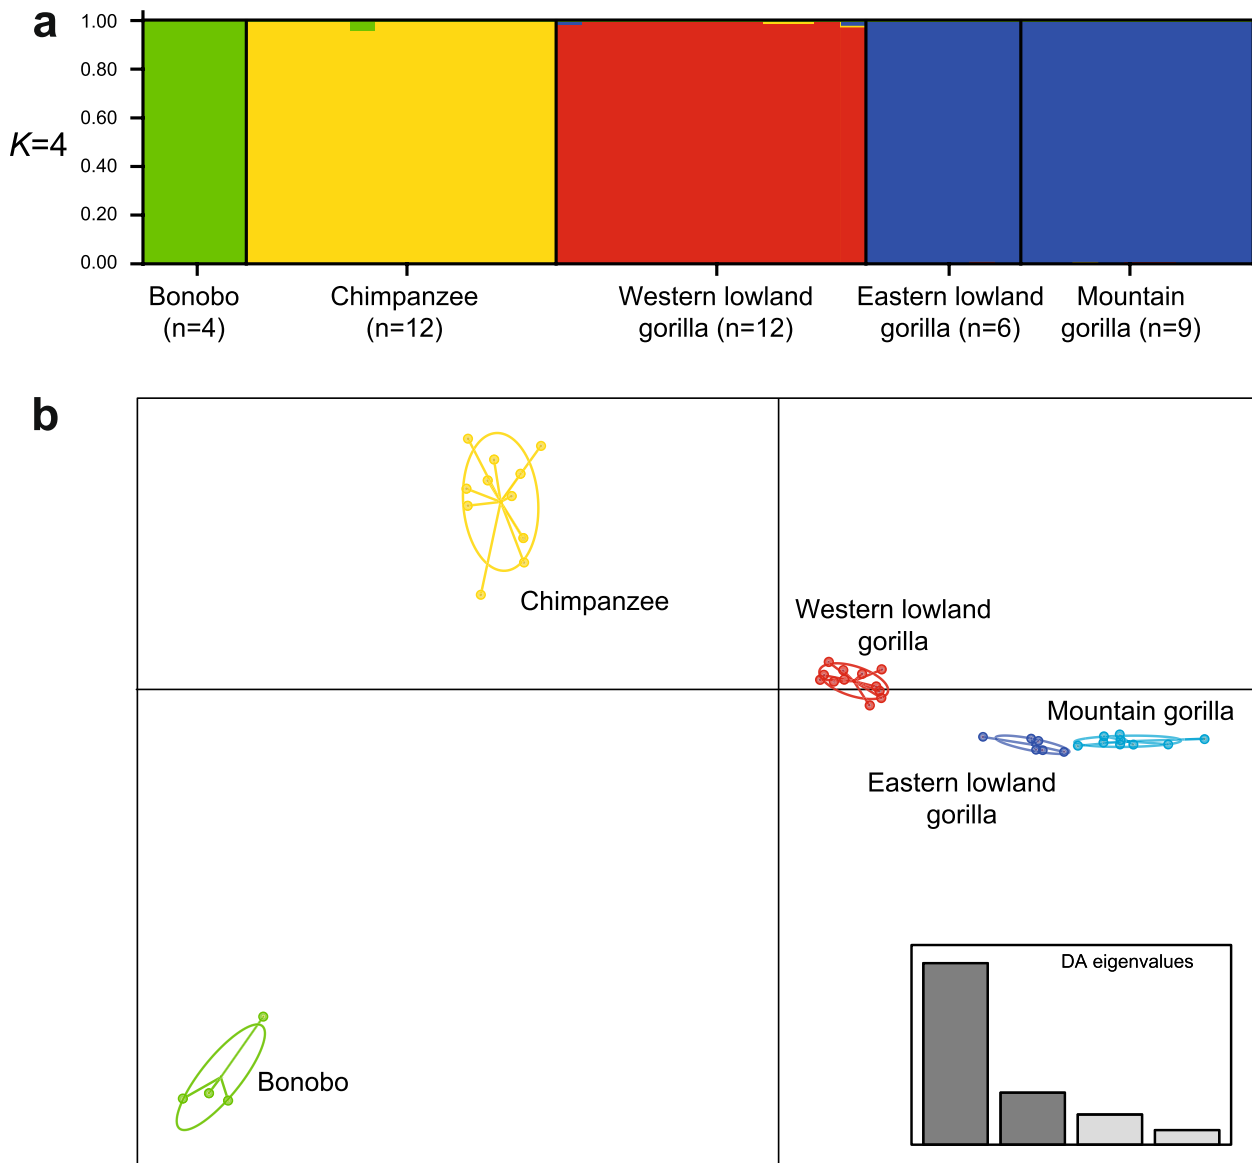 a
K=4
1.00
0.80
0.60
0.40
0.20
0.00
Bonobo
(n=4)
Chimpanzee
(n=12)
Western lowland
gorilla (n=12)
Eastern lowland
gorilla (n=6)
Mountain
gorilla (n=9)
b
Chimpanzee
Western lowland
gorilla
Mountain gorilla
Eastern lowland
gorilla
Bonobo
DA eigenvalues